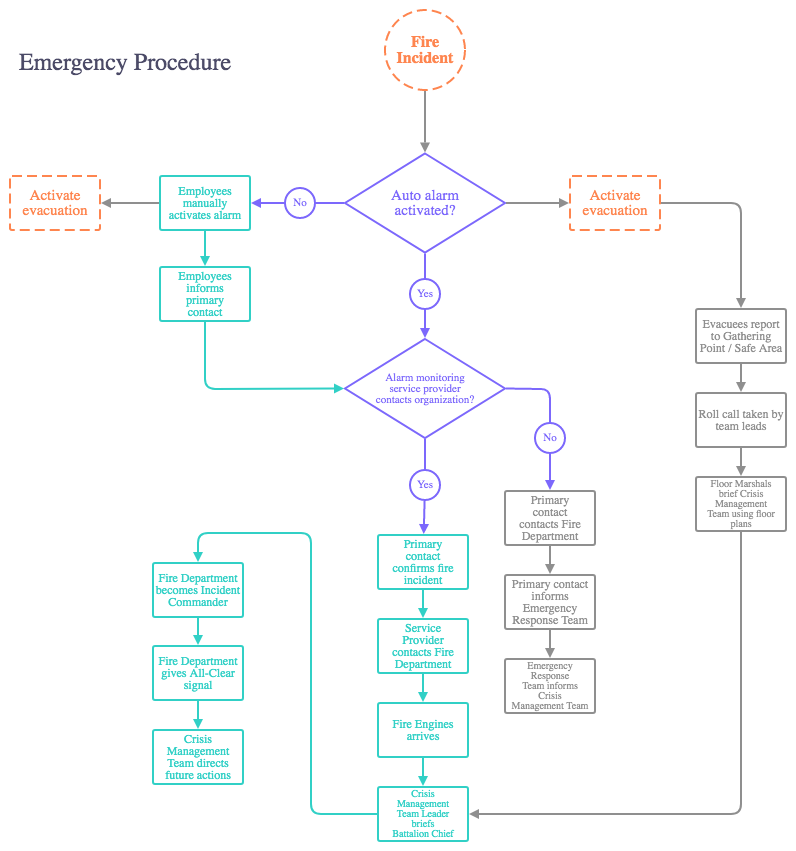 Emergency Procedure
Fire
Incident
Activate
evacuation
Employees
manually
activates alarm
No
Auto alarm
activated?
Activate
evacuation
Employees
informs
primary
contact
Yes
Evacuees report
to Gathering
Point / Safe Area
Alarm monitoring
service provider
contacts organization?
Roll call taken by
team leads
No
Yes
Floor Marshals
brief Crisis
Management
Team using floor
plans
Primary
contact
contacts Fire
Department
Primary
contact
confirms fire
incident
Fire Department
becomes Incident
Commander
Primary contact
informs
Emergency
Response Team
Service
Provider
contacts Fire
Department
Fire Department
gives All-Clear
signal
Emergency
Response
Team informs
Crisis
Management Team
Fire Engines
arrives
Crisis
Management
Team directs
future actions
Crisis
Management
Team Leader
briefs
Battalion Chief